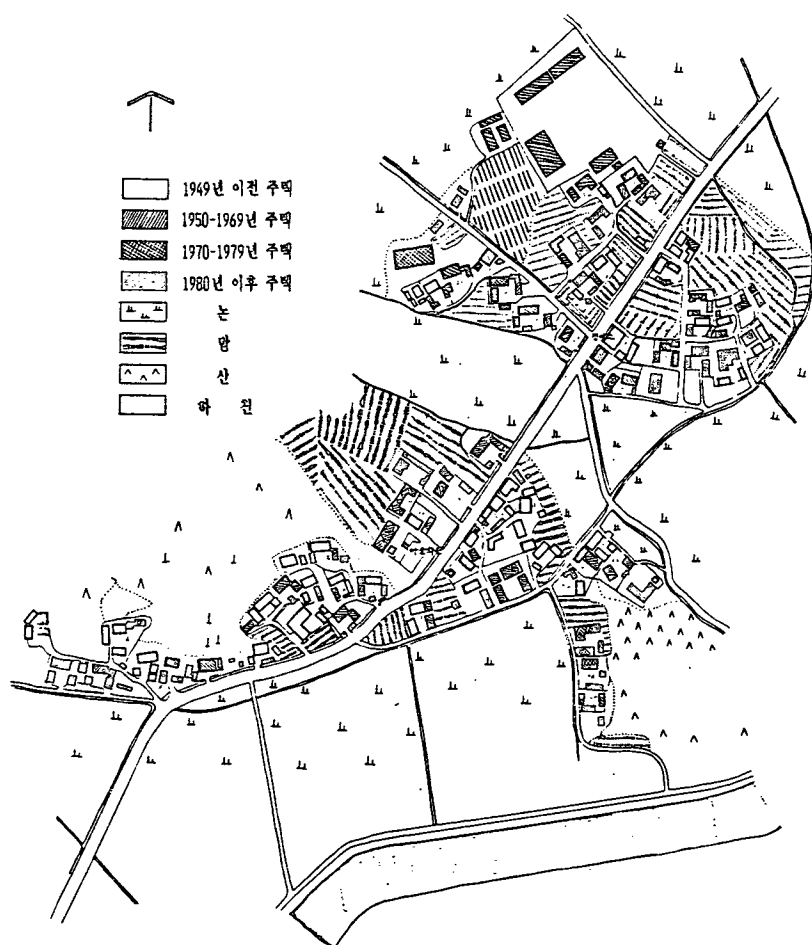 1949년 이전 주택
1950-1969년 주택
1970-1979년 주택
1980년 이후 주택
논
밭
산
하 천